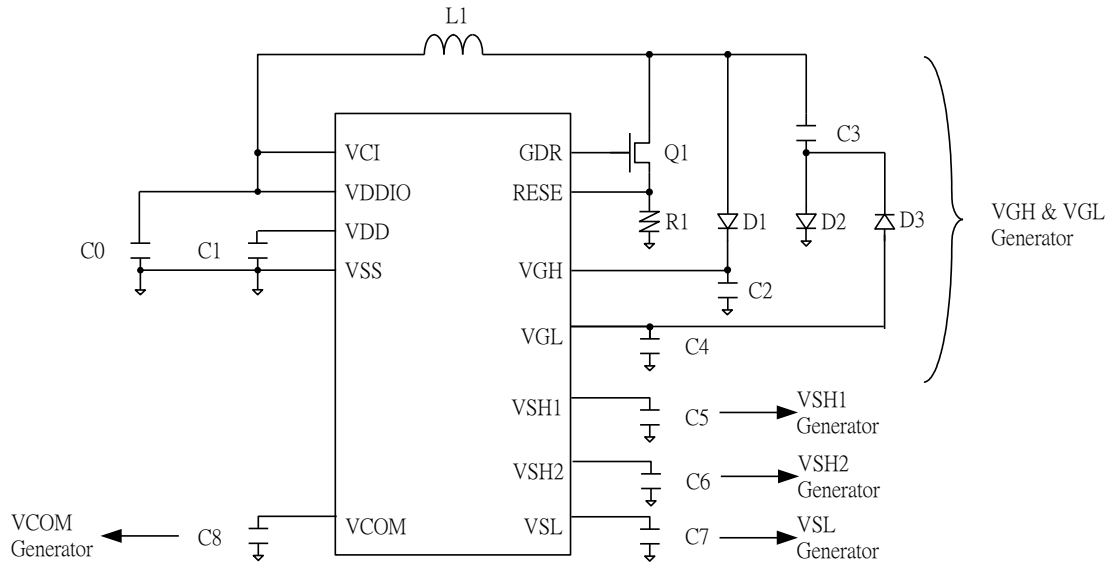 L1
VCI
GDR
Q1
C3
VDDIO
RESE
VDD
R1
D1
D2
D3
VGH & VGL
Generator
C0
C1
VSS
VGH
C2
VGL
C4
VSH1
C5
VSH1
Generator
VSH2
C6
VSH2
Generator
VCOM
Generator
C8
VCOM
VSL
C7
VSL
Generator